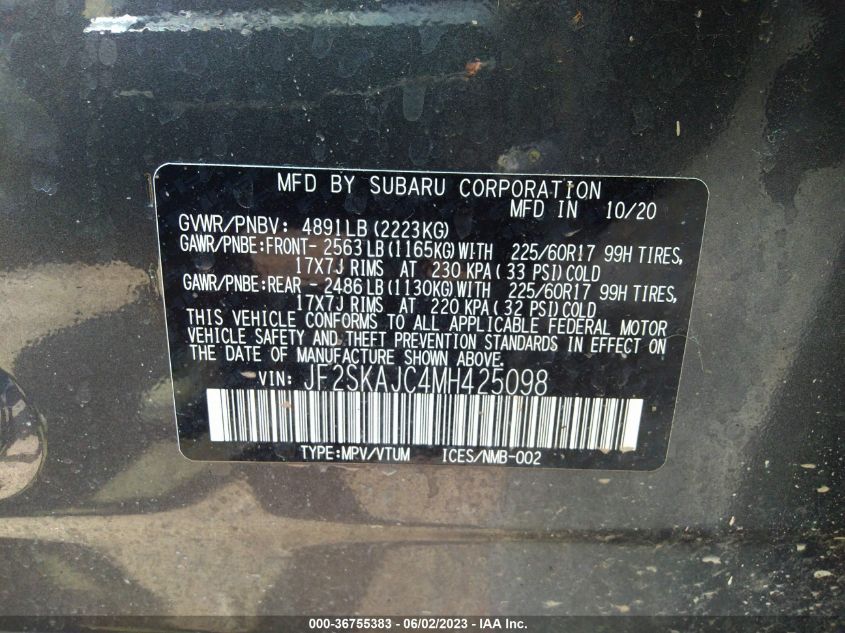 MFD BY SUBARU CORPORATION
MFD IN 10/20
GVWR/PNBV: 4891LB(2223KG)
GAWR/PNBE:FRONT- 2563LB(1165KG)WITH 225/60R17 99H TIRES,
17X7J RIMS AT 230 KPA( 33 PSI)COLD
GAWR/PNBE:REAR - 2486LB(1130KG)WITH 225/60R17 99H TIRES,
17X7J RIMS AT 220 KPA( 32 PSI)COLD
THIS VEHICLE CONFORMS TO ALL APPLICABLE FEDERAL MOTOR
VEHICLE SAFETY AND THEFT PREVENTION STANDARDS IN EFFECT ON
THE DATE OF MANUFACTURE SHOWN ABOVE.
VIN: JF2SKAJC4MH425098
TYPE:MPV/VTUM ICES/NMB-002
000-36755383 - 06/02/2023 - IAA Inc.